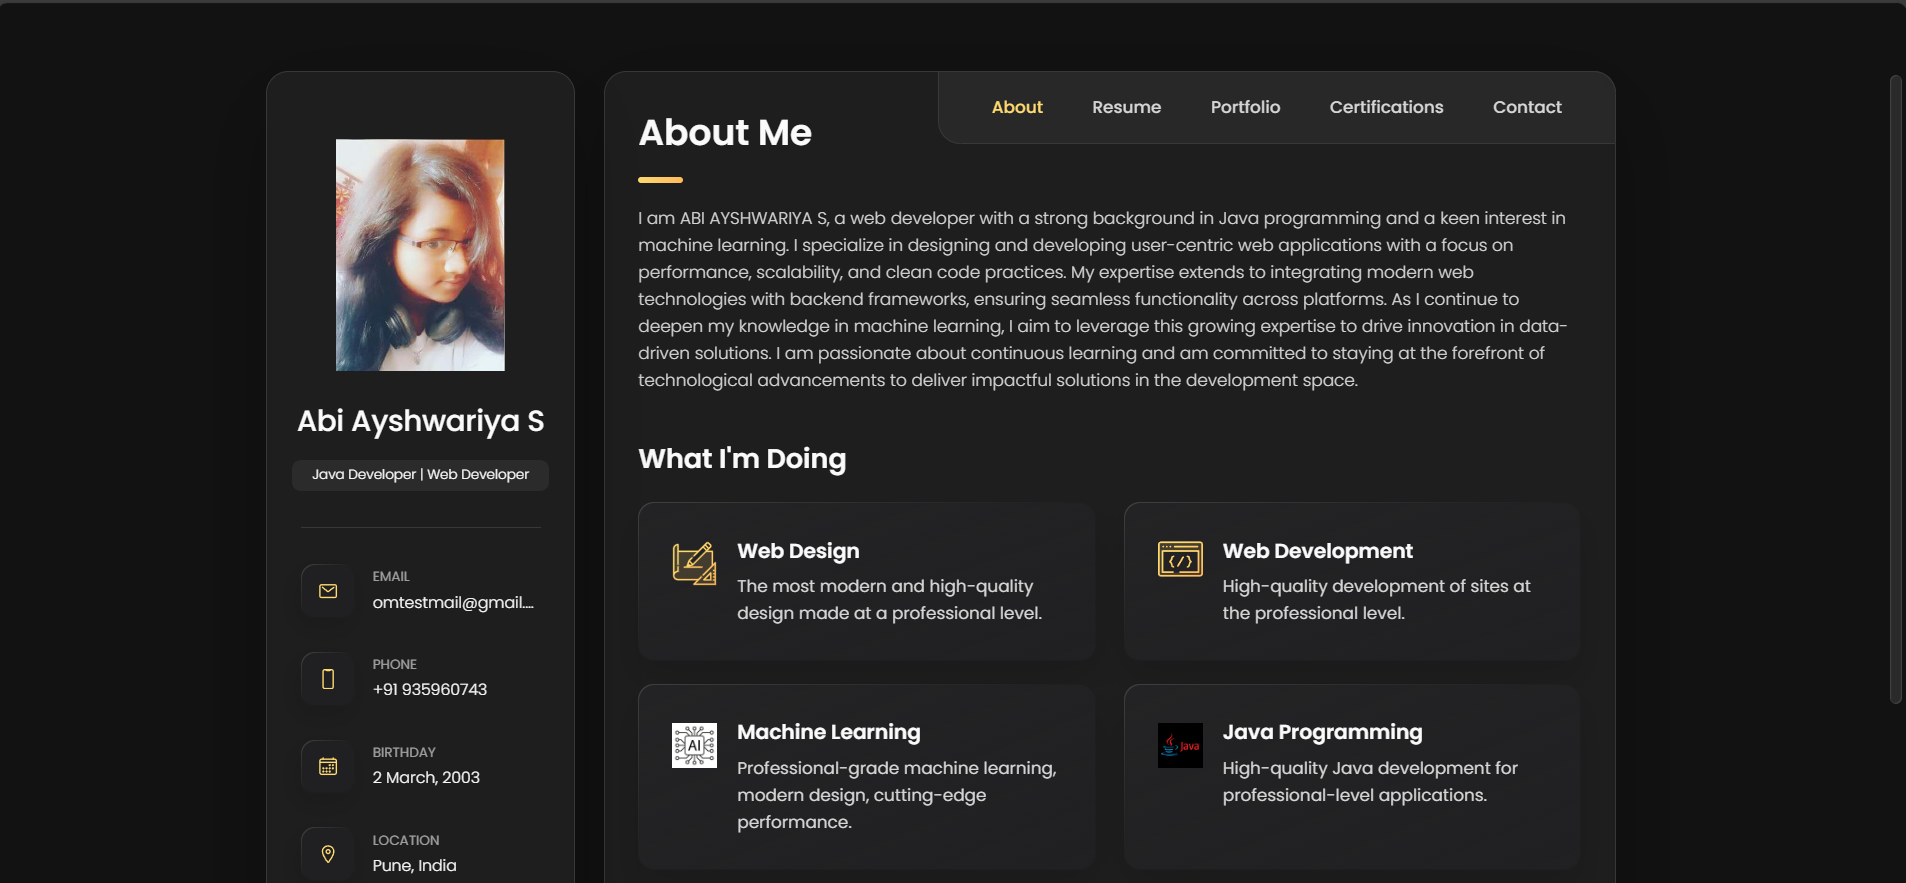 About
Resume
Portfolio
Certifications
Contact
Abi Ayshwariya S
Java Developer | Web Developer
EMAIL
omtestmail@gmail....
PHONE
+91 935960743
BIRTHDAY
2 March, 2003
LOCATION
Pune, India
About Me
I am ABI AYSHWARIYA S, a web developer with a strong background in Java programming and a keen interest in
machine learning. I specialize in designing and developing user-centric web applications with a focus on
performance, scalability, and clean code practices. My expertise extends to integrating modern web
technologies with backend frameworks, ensuring seamless functionality across platforms. As I continue to
deepen my knowledge in machine learning, I aim to leverage this growing expertise to drive innovation in data-
driven solutions. I am passionate about continuous learning and am committed to staying at the forefront of
technological advancements to deliver impactful solutions in the development space.
What I'm Doing
Web Design
The most modern and high-quality
design made at a professional level.
</>
Web Development
High-quality development of sites at
the professional level.
AI
Machine Learning
Professional-grade machine learning,
modern design, cutting-edge
performance.
Java
Java Programming
High-quality Java development for
professional-level applications.